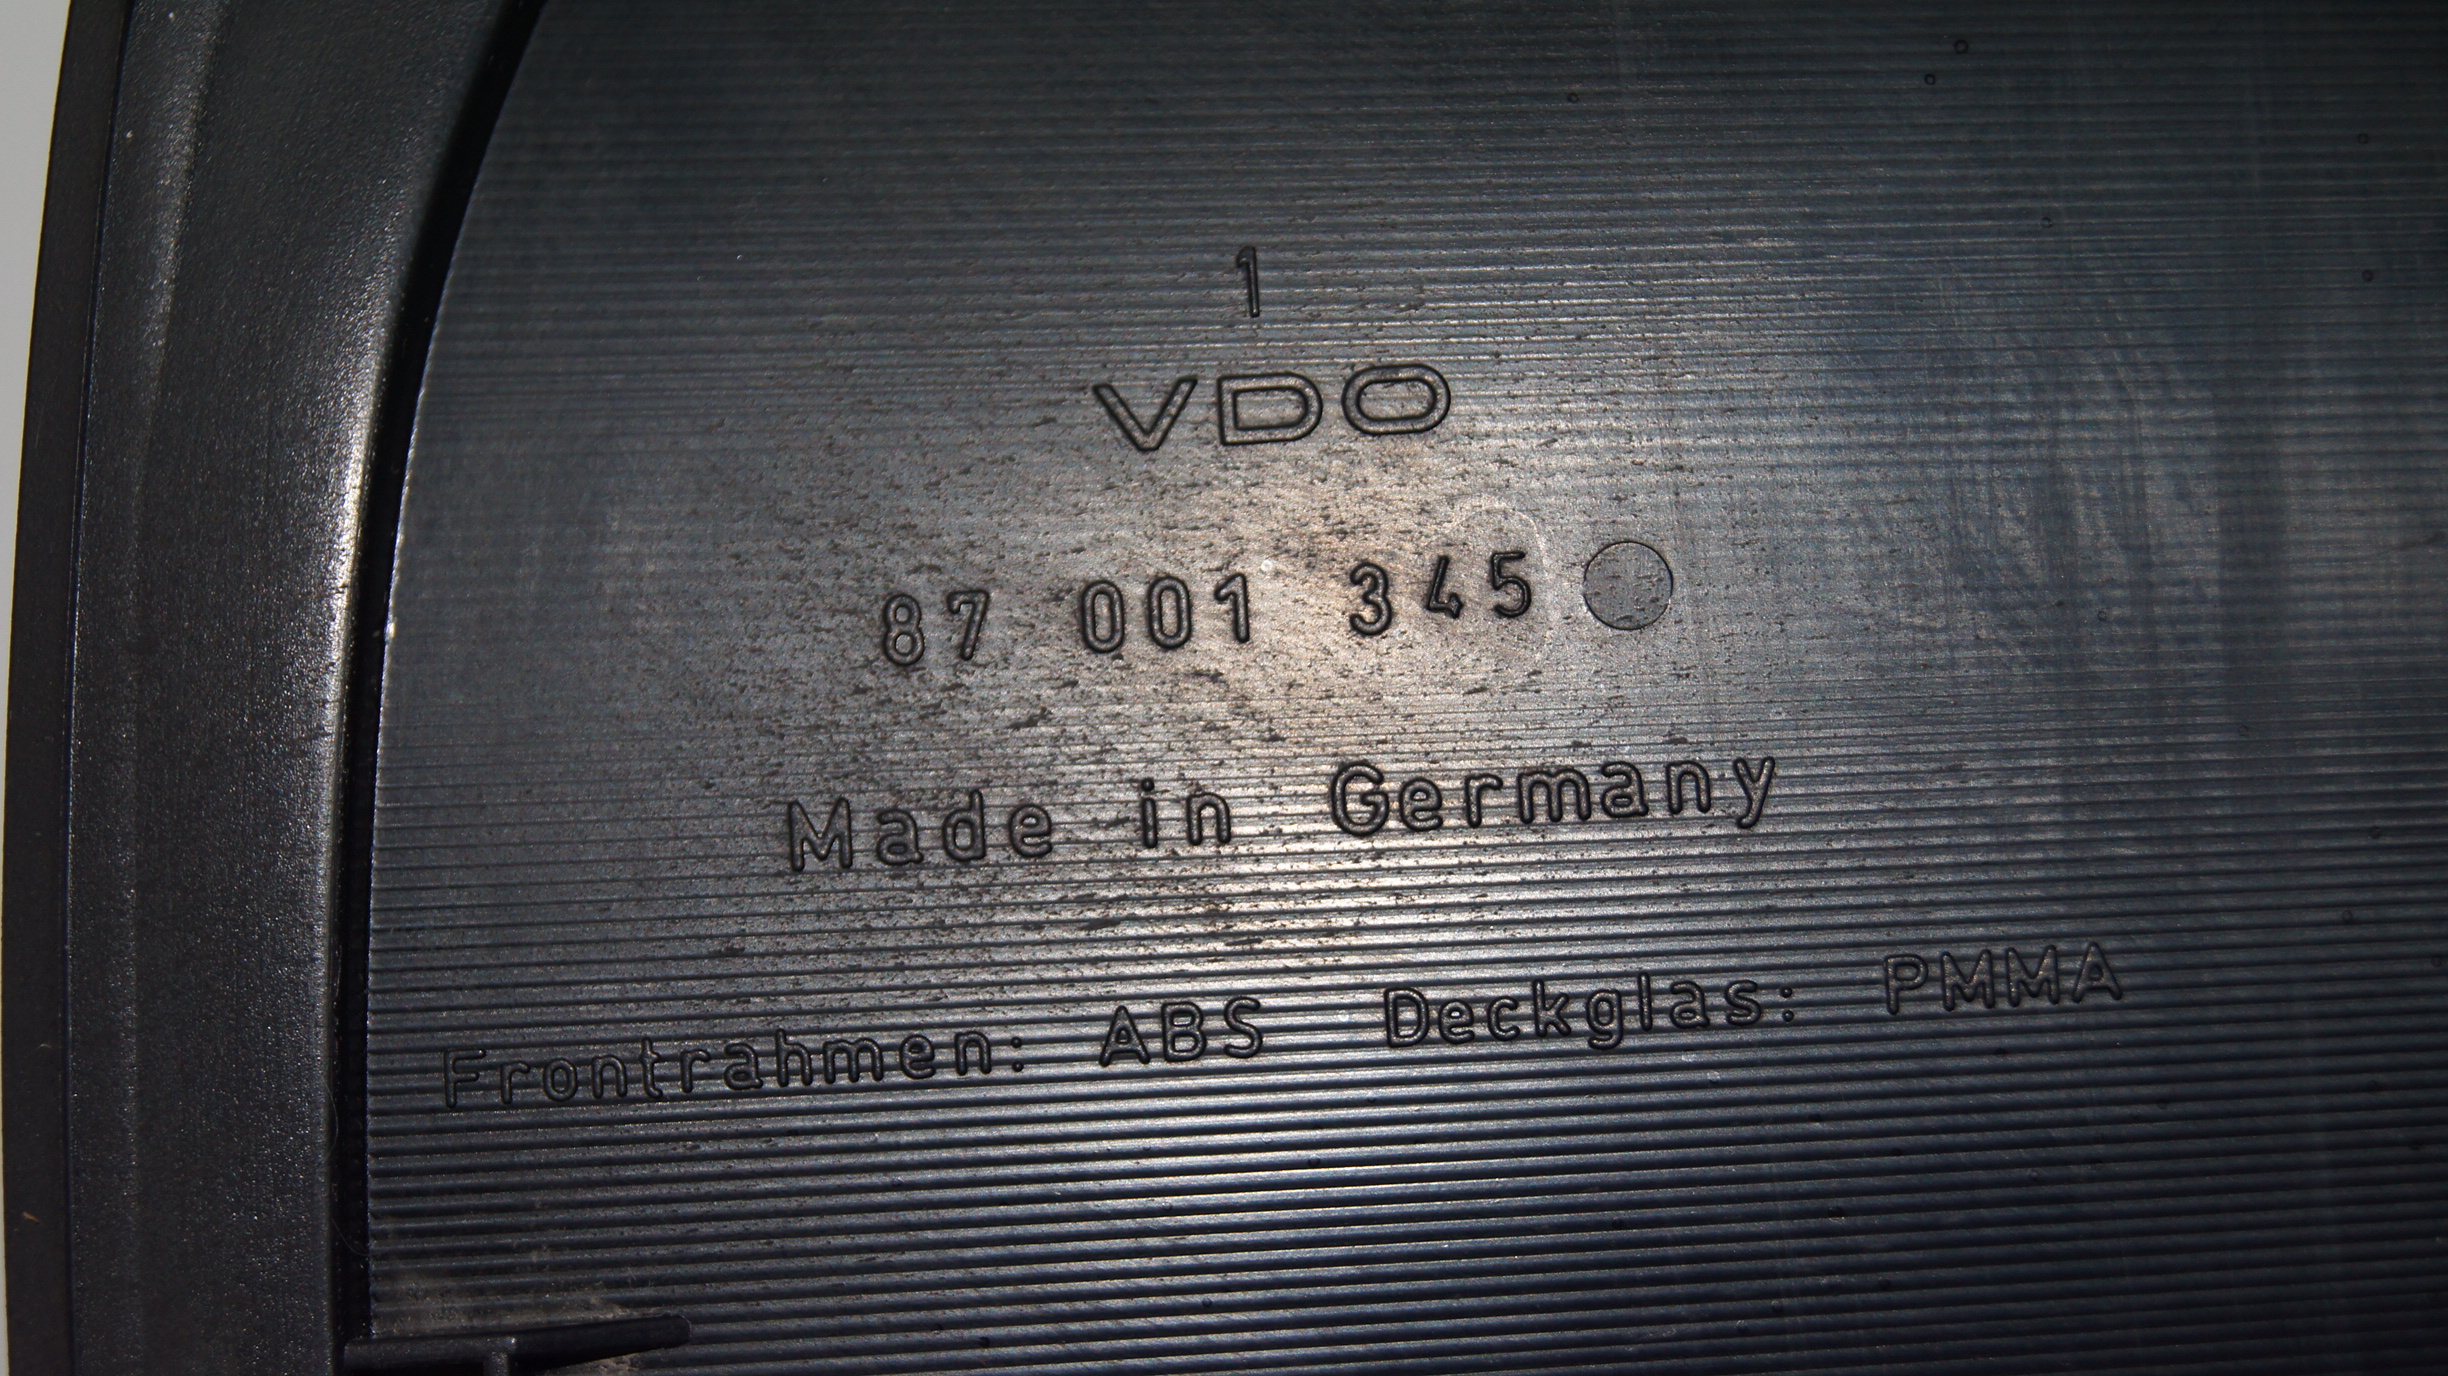 1
VDO
87 001 345
Made in Germany
Frontrahmen: ABS Deckglas: PMMA